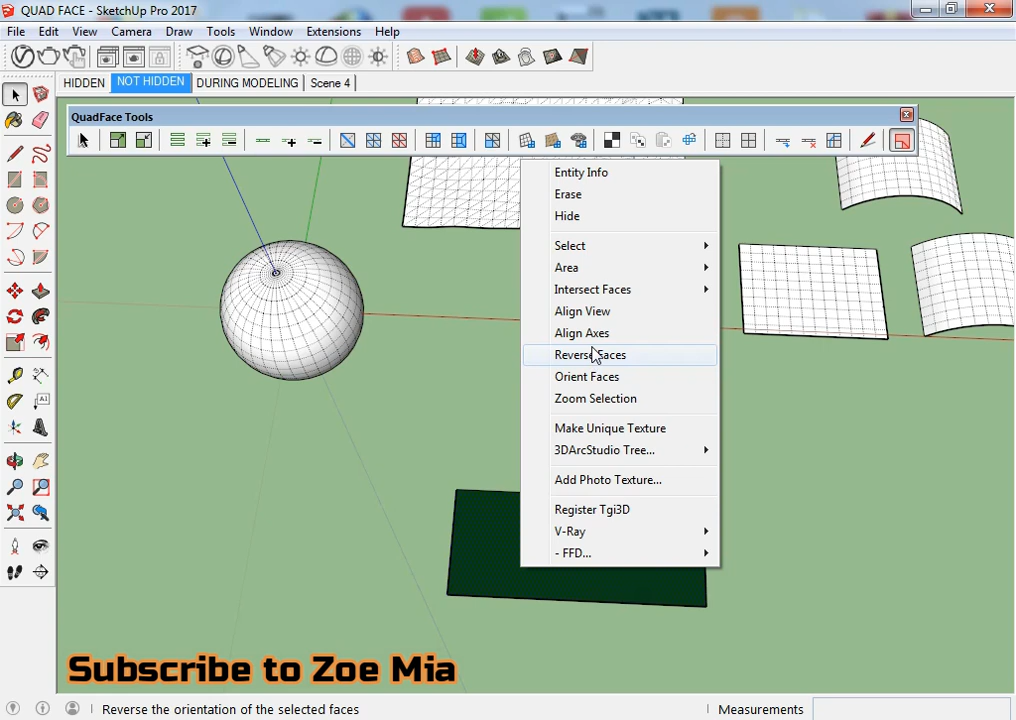 QUAD FACE - SketchUp Pro 2017
File Edit View Camera Draw Tools Window Extensions Help
HIDDEN NOT HIDDEN DURING MODELING Scene 4
QuadFace Tools
Entity Info
Erase
Hide
Select
Area
Intersect Faces
Align View
Align Axes
Reverse Faces
Orient Faces
Zoom Selection
Make Unique Texture
3DArcStudio Tree...
Add Photo Texture...
Register Tgi3D
V-Ray
- FFD...
Subscribe to Zoe Mia
Reverse the orientation of the selected faces Measurements